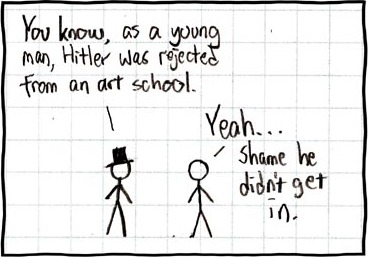 You know, as a young
man, Hitler was rejected
from an art school.
Yeah...
Shame he
didn't get
in.